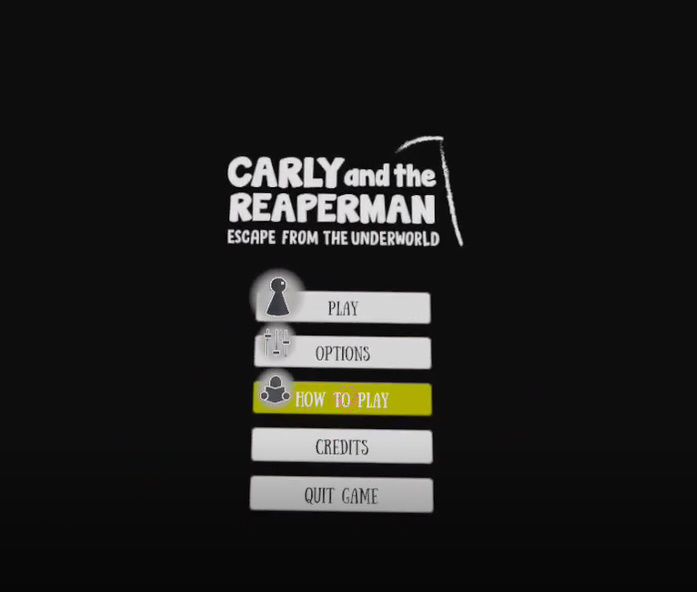 CARLY and the
REAPERMAN
ESCAPE FROM THE UNDERWORLD
PLAY
OPTIONS
HOW TO PLAY
CREDITS
QUIT GAME